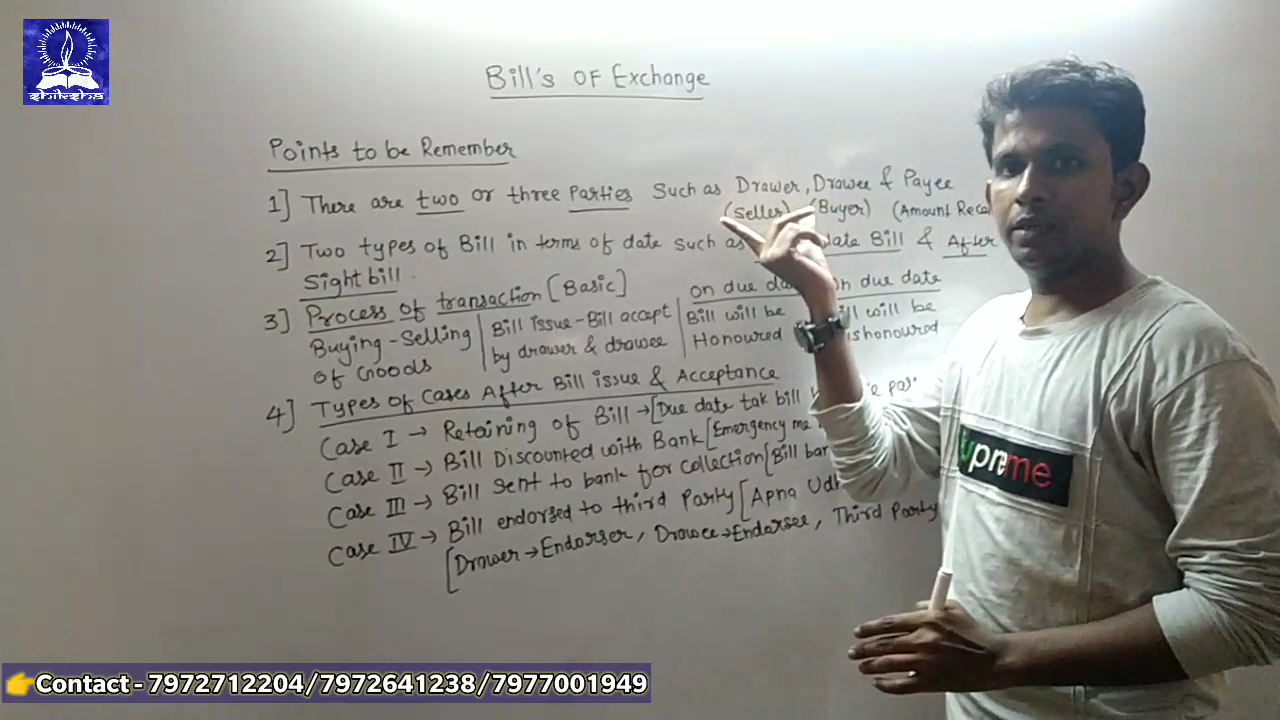 shiksha
Bill's OF Exchange
Points to be Remember
1] There are two or three Parties Such as Drawer, Drawee & Payee
(Seller) (Buyer) (Amount
2] Two types of Bill in terms of date such as Date Bill & After
Sight bill.
3] Process of transaction [Basic]
on due on due date
Buying-Selling
of Goods
Bill issue-Bill accept
by drawer & drawee
Bill will be
Honoured
will be
4] Types of Cases After Bill issue & Acceptance
Case I → Retaining of Bill → [Due date tak bill
Case II → Bill Discounted with Bank [Emergency me
Case III → Bill Sent to bank for Collection [Bill
Case IV → Bill endorsed to third Party [Apna
[Drawer → Endorser, Drawee → Endorsee, Third Party
upreme
👉Contact - 7972712204/7972641238/7977001949